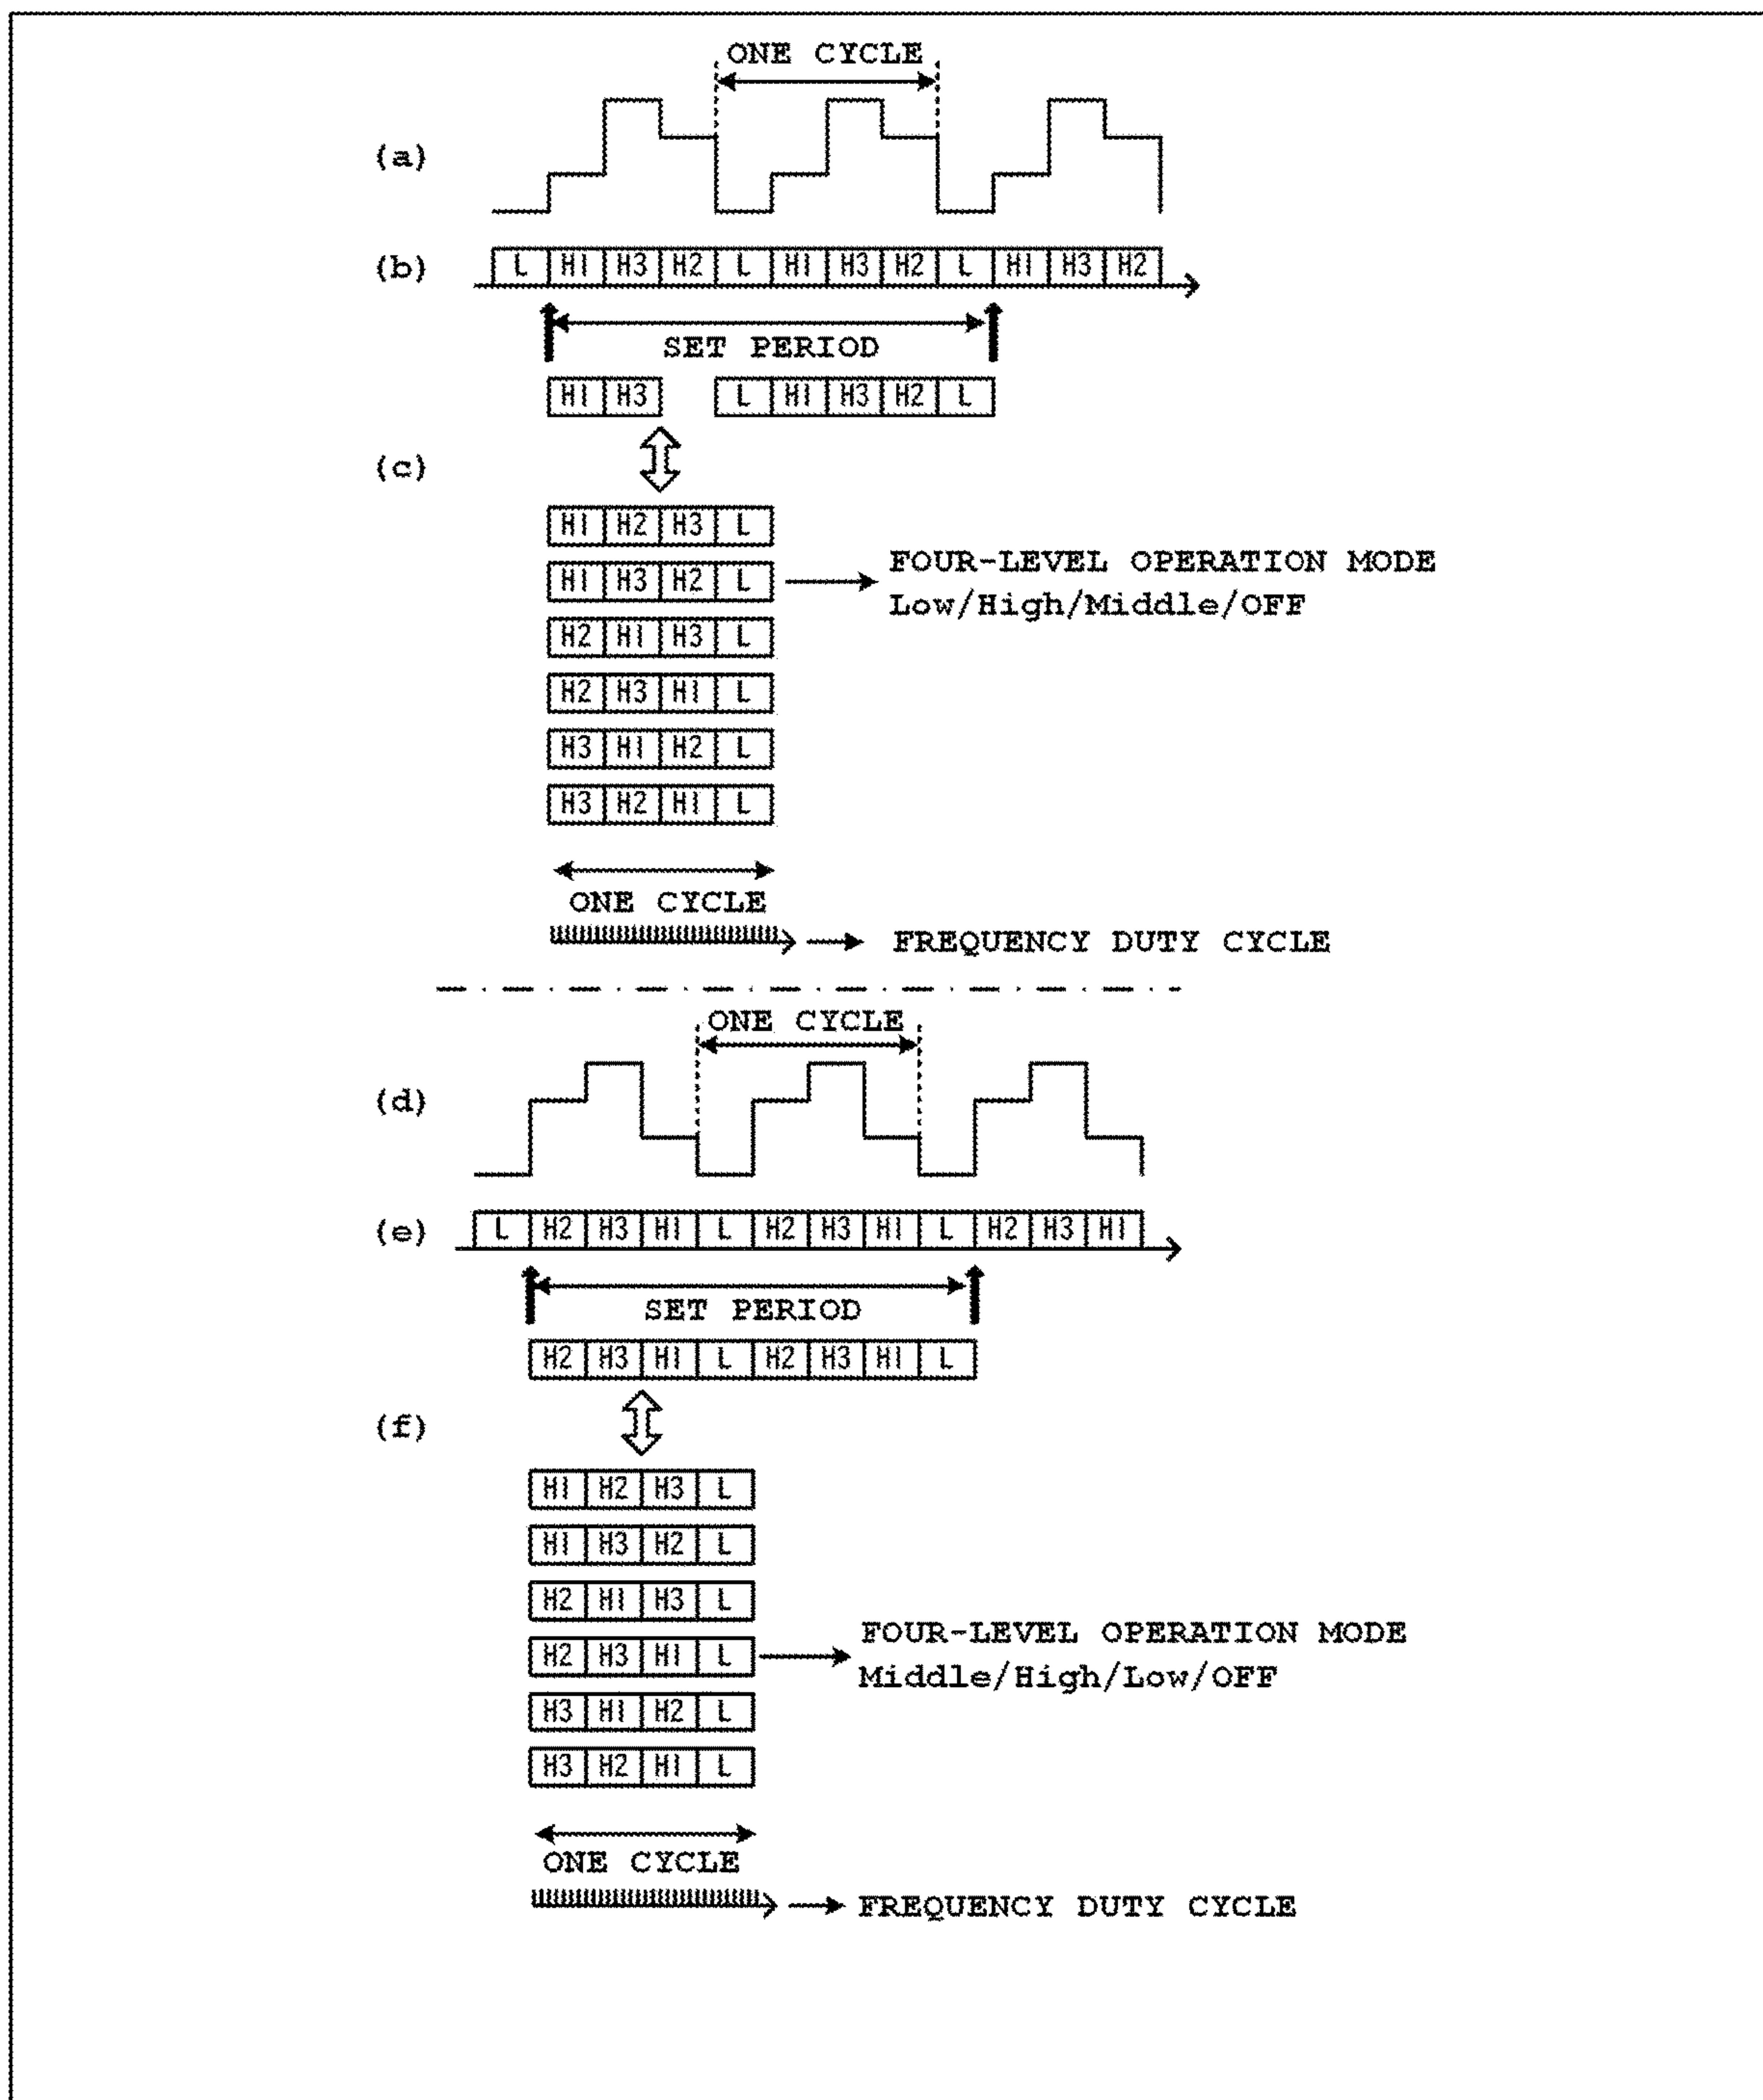 ONE CYCLE
(a)
(b) L H1 H3 H2 L H1 H3 H2 L H1 H3 H2
SET PERIOD
H1 H3 L H1 H3 H2 L
(c)
H1 H2 H3 L
FOUR-LEVEL OPERATION MODE
H1 H3 H2 L
Low/High/Middle/OFF
H2 H1 H3 L
H2 H3 H1 L
H3 H1 H2 L
H3 H2 H1 L
ONE CYCLE
FREQUENCY DUTY CYCLE
ONE CYCLE
(d)
(e) L H2 H3 H1 L H2 H3 H1 L H2 H3 H1
SET PERIOD
H2 H3 H1 L H2 H3 H1 L
(f)
H1 H2 H3 L
H1 H3 H2 L
H2 H1 H3 L
FOUR-LEVEL OPERATION MODE
H2 H3 H1 L
Middle/High/Low/OFF
H3 H1 H2 L
H3 H2 H1 L
ONE CYCLE
FREQUENCY DUTY CYCLE